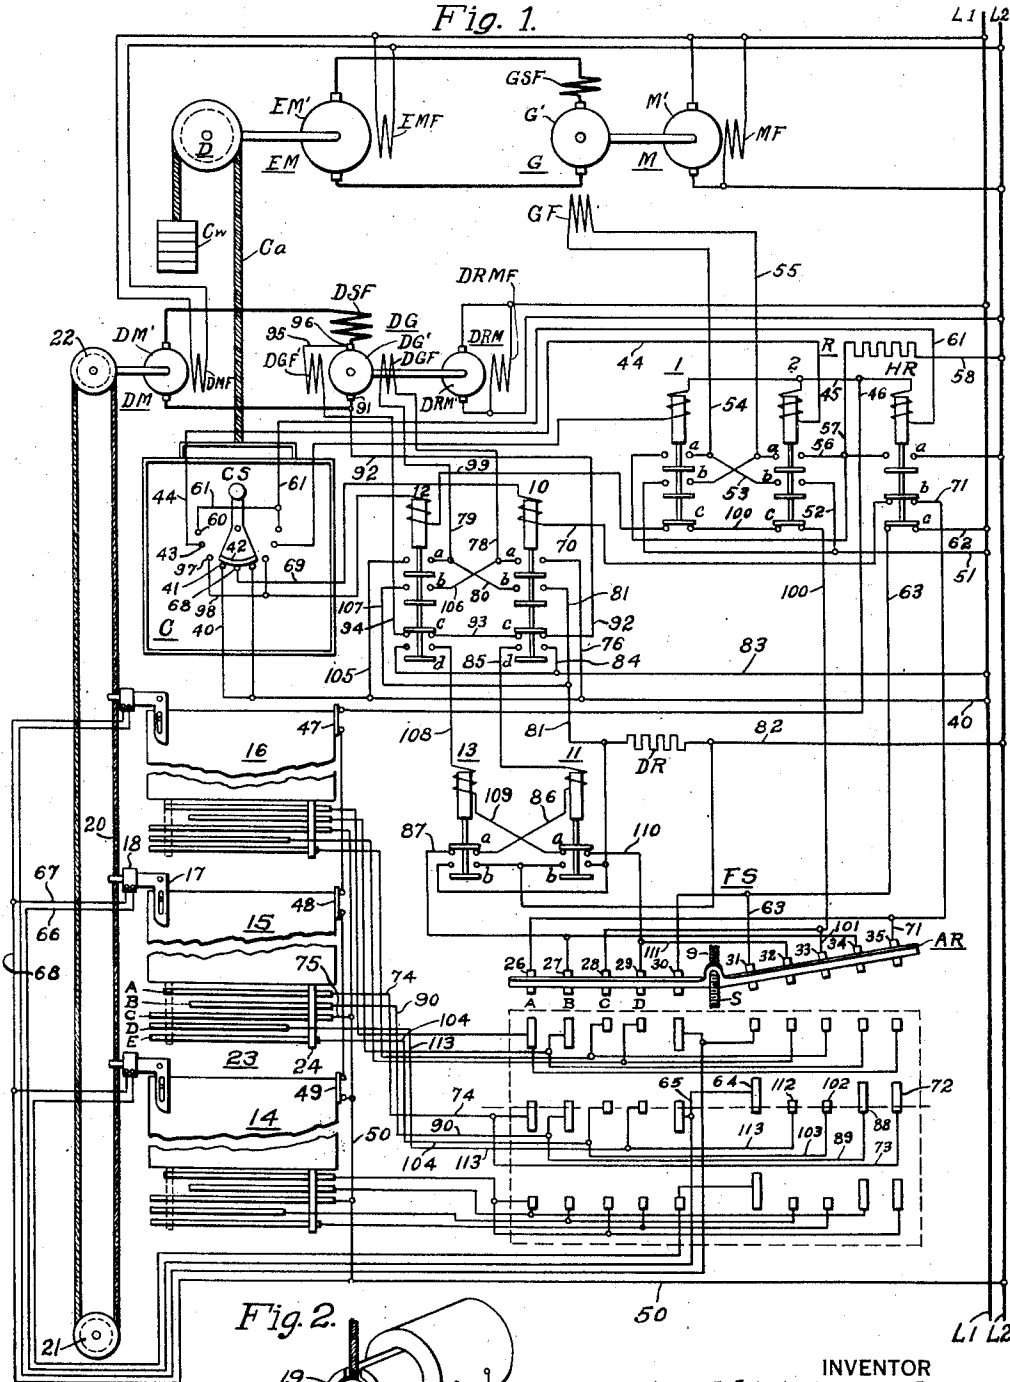 Fig. 1.
L1 L2
GSF
EM' EMF G' M' MF
D
EM G M
Cw
Ca
GF
55
DSF DRMF
22 DM' 96 DG DRM
95 DG' R 61
DGF' DGF 44 1 2 HR 58
DMF 45 46
DM 91 DRM' 54
57
92 99 a a 56 a
CS 12 10 b 53 b b 71
44 61 61 79 78 70 c 100 c 52 c 62
60 51
43 42 69 a a
97 b 106 80 b 81 100 63
41 107
68 98 94 c 93 c 92
C 40 76
105 d 85 d 84 83
47 81 82 40
16 108 DR
13 11
109 86
20 87 a a 110
18 b b FS
67 17 63 101 71
66 48 111 9 34 35 AR
15 26 27 28 29 30 31 32 33
68 75 A B C D S
A 74
B 90
C 104
D 113
E 23 24 65 64 112 102 72
49 74
14 90 113 103 89 88 73
50 104 113
50
21 Fig. 2. L1 L2
19
INVENTOR